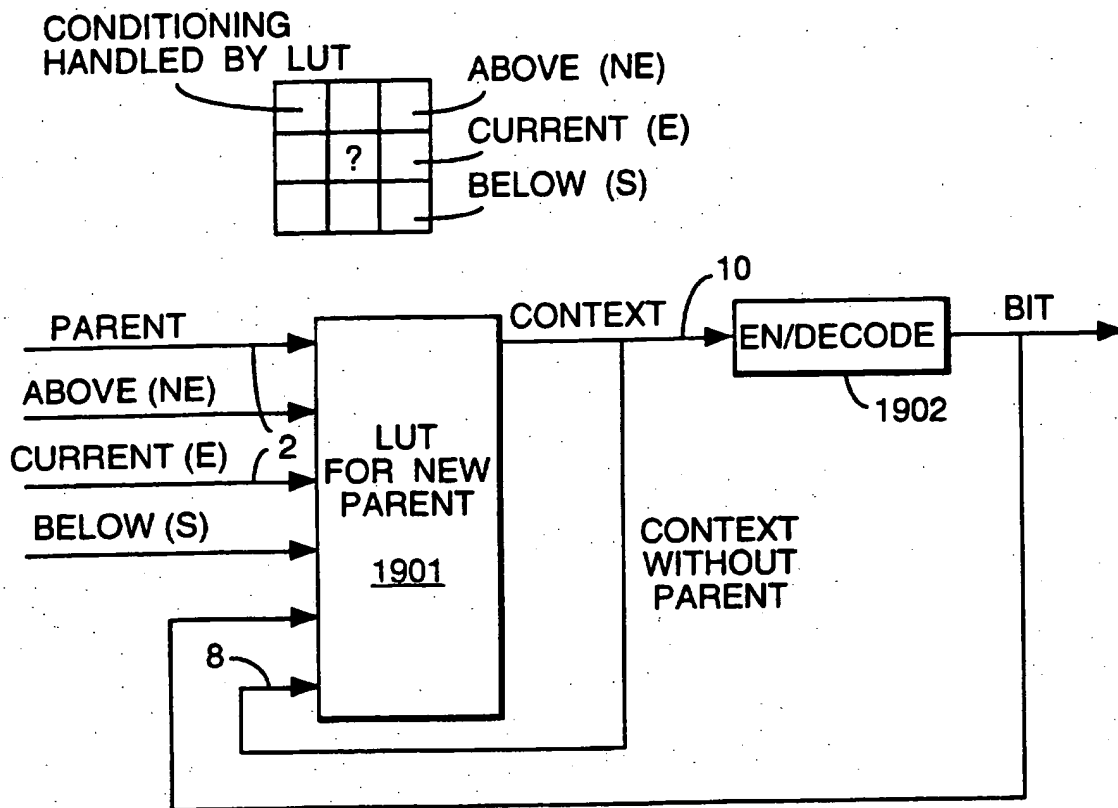 CONDITIONING
HANDLED BY LUT
ABOVE (NE)
CURRENT (E)
?
BELOW (S)
10
PARENT
CONTEXT
EN/DECODE
BIT
ABOVE (NE)
1902
CURRENT (E)
2
LUT
FOR NEW
PARENT
BELOW (S)
1901
CONTEXT
WITHOUT
PARENT
8